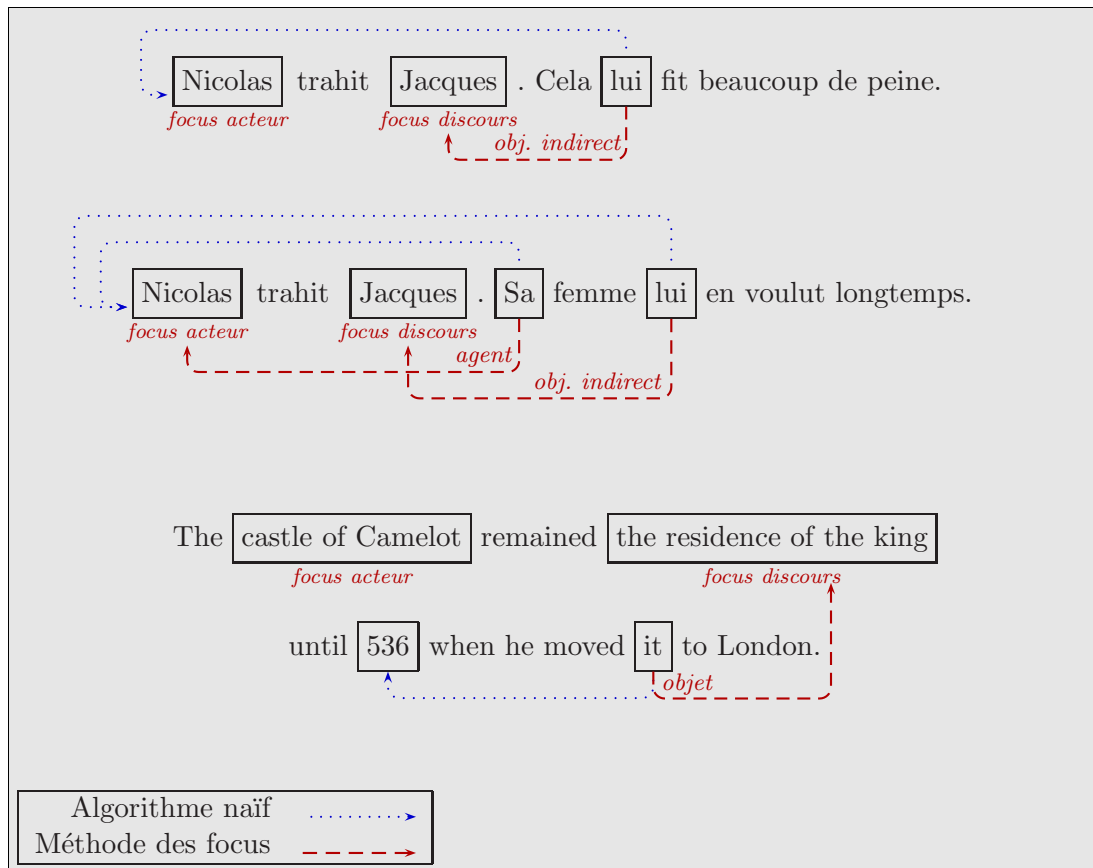 Nicolas trahit Jacques . Cela lui fit beaucoup de peine.
focus acteur focus discours
obj. indirect
Nicolas trahit Jacques . Sa femme lui en voulut longtemps.
focus acteur focus discours
agent
obj. indirect
The castle of Camelot remained the residence of the king
focus acteur focus discours
until 536 when he moved it to London.
objet
Algorithme naïf
Méthode des focus